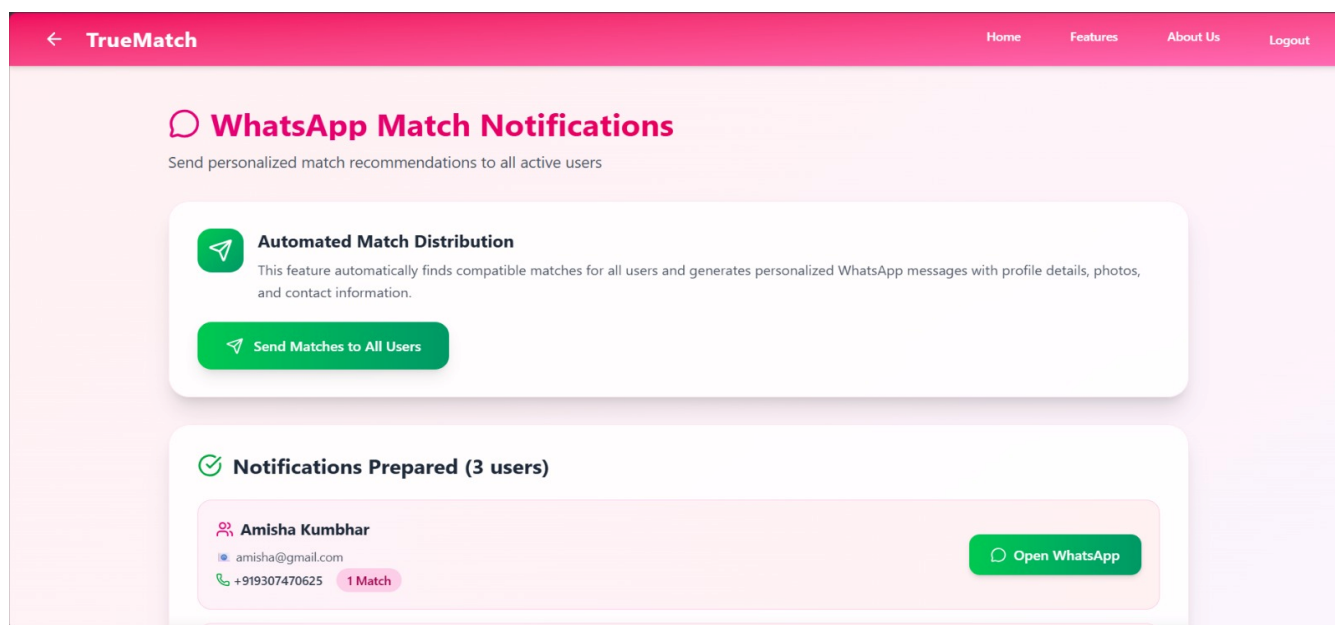 TrueMatch
Home
Features
About Us
Logout
WhatsApp Match Notifications
Send personalized match recommendations to all active users
Automated Match Distribution
This feature automatically finds compatible matches for all users and generates personalized WhatsApp messages with profile details, photos,
and contact information.
Send Matches to All Users
Notifications Prepared (3 users)
Amisha Kumbhar
amisha@gmail.com
+919307470625
1 Match
Open WhatsApp